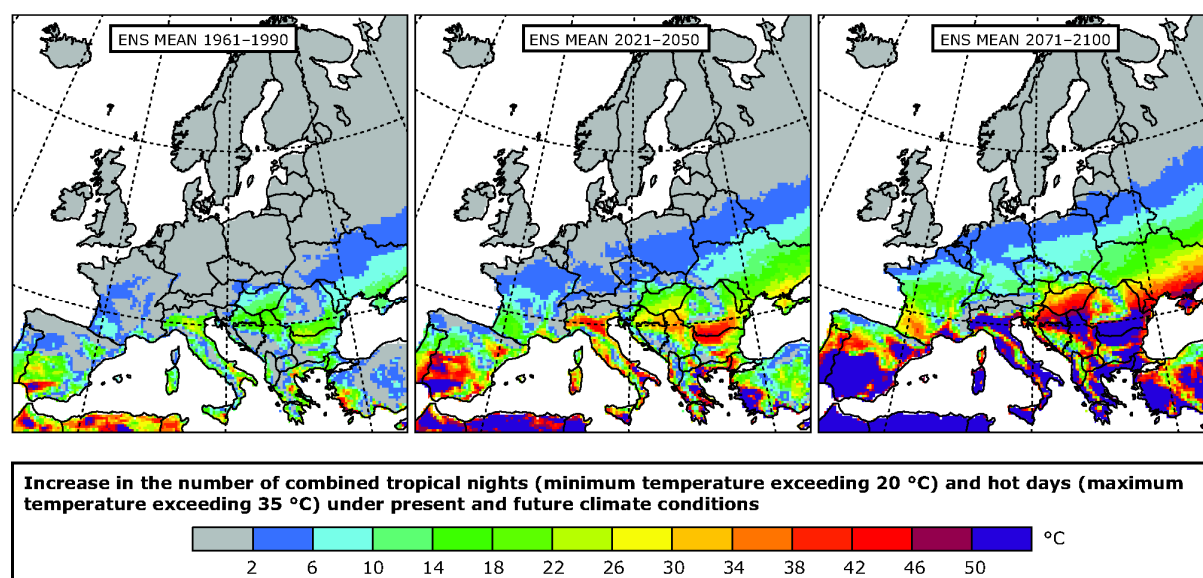 ENS MEAN 1961–1990
ENS MEAN 2021–2050
ENS MEAN 2071–2100
Increase in the number of combined tropical nights (minimum temperature exceeding 20 °C) and hot days (maximum
temperature exceeding 35 °C) under present and future climate conditions
°C
2 6 10 14 18 22 26 30 34 38 42 46 50